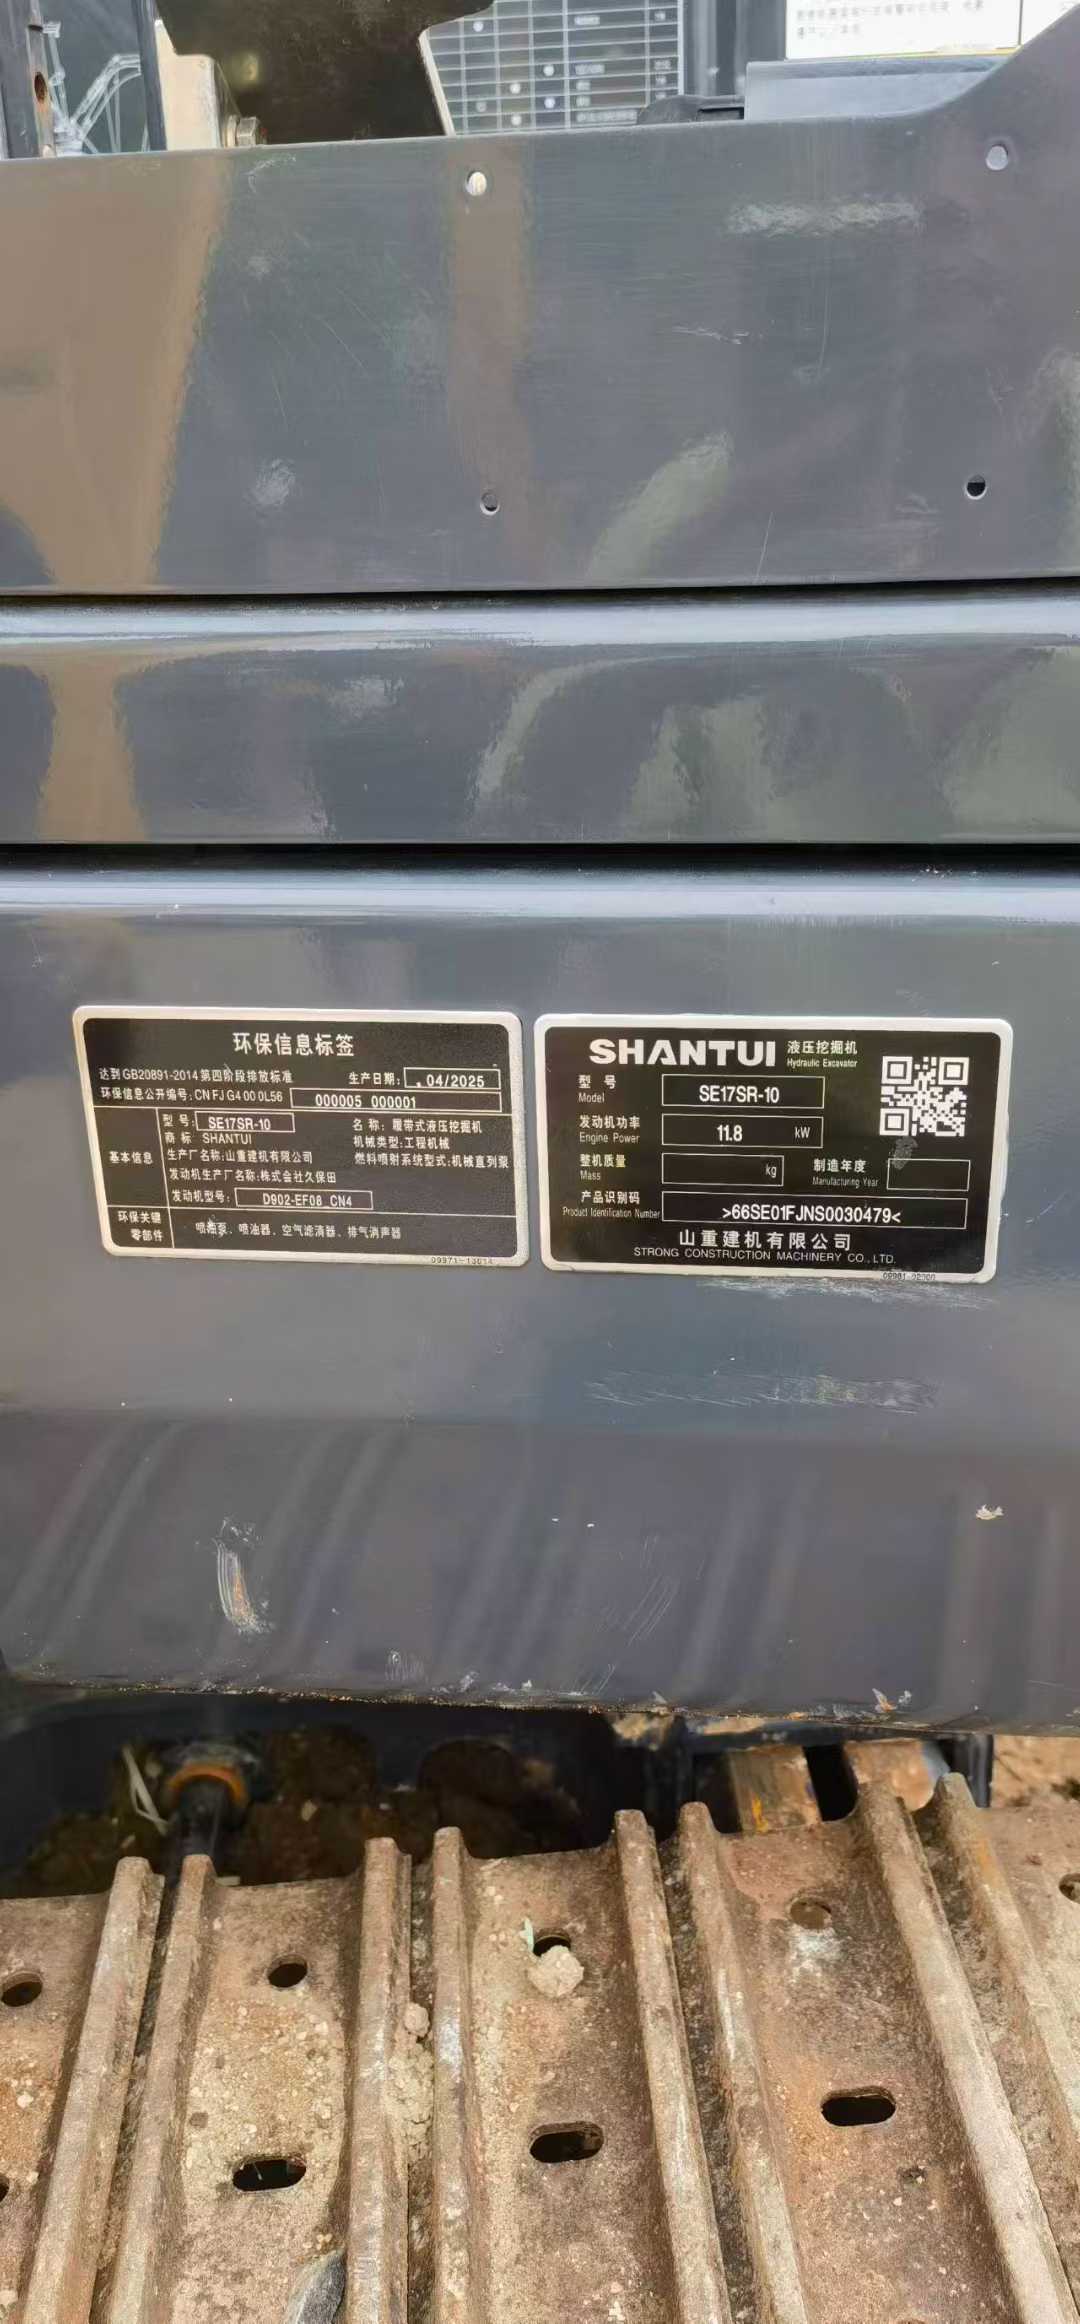 环保信息标签
达到GB20891-2014第四阶段排放标准 生产日期: 04/2025
环保信息公开编号: CN FJ G4 00 0L56 000005 000001
基本信息
型 号: SE17SR-10 名 称: 履带式液压挖掘机
商 标: SHANTUI 机械类型: 工程机械
生产厂名称: 山重建机有限公司 燃料喷射系统型式: 机械直列泵
发动机生产厂名称: 株式会社久保田
发动机型号: D902-EF08_CN4
环保关键零部件 喷油泵、喷油器、空气滤清器、排气消声器
SHANTUI 液压挖掘机
Hydraulic Excavator
型 号 SE17SR-10
Model
发动机功率 11.8 kW
Engine Power
整机质量 kg 制造年度
Mass Manufacturing Year
产品识别码 >66SE01FJNS0030479<
Product Identification Number
山重建机有限公司
STRONG CONSTRUCTION MACHINERY CO., LTD.